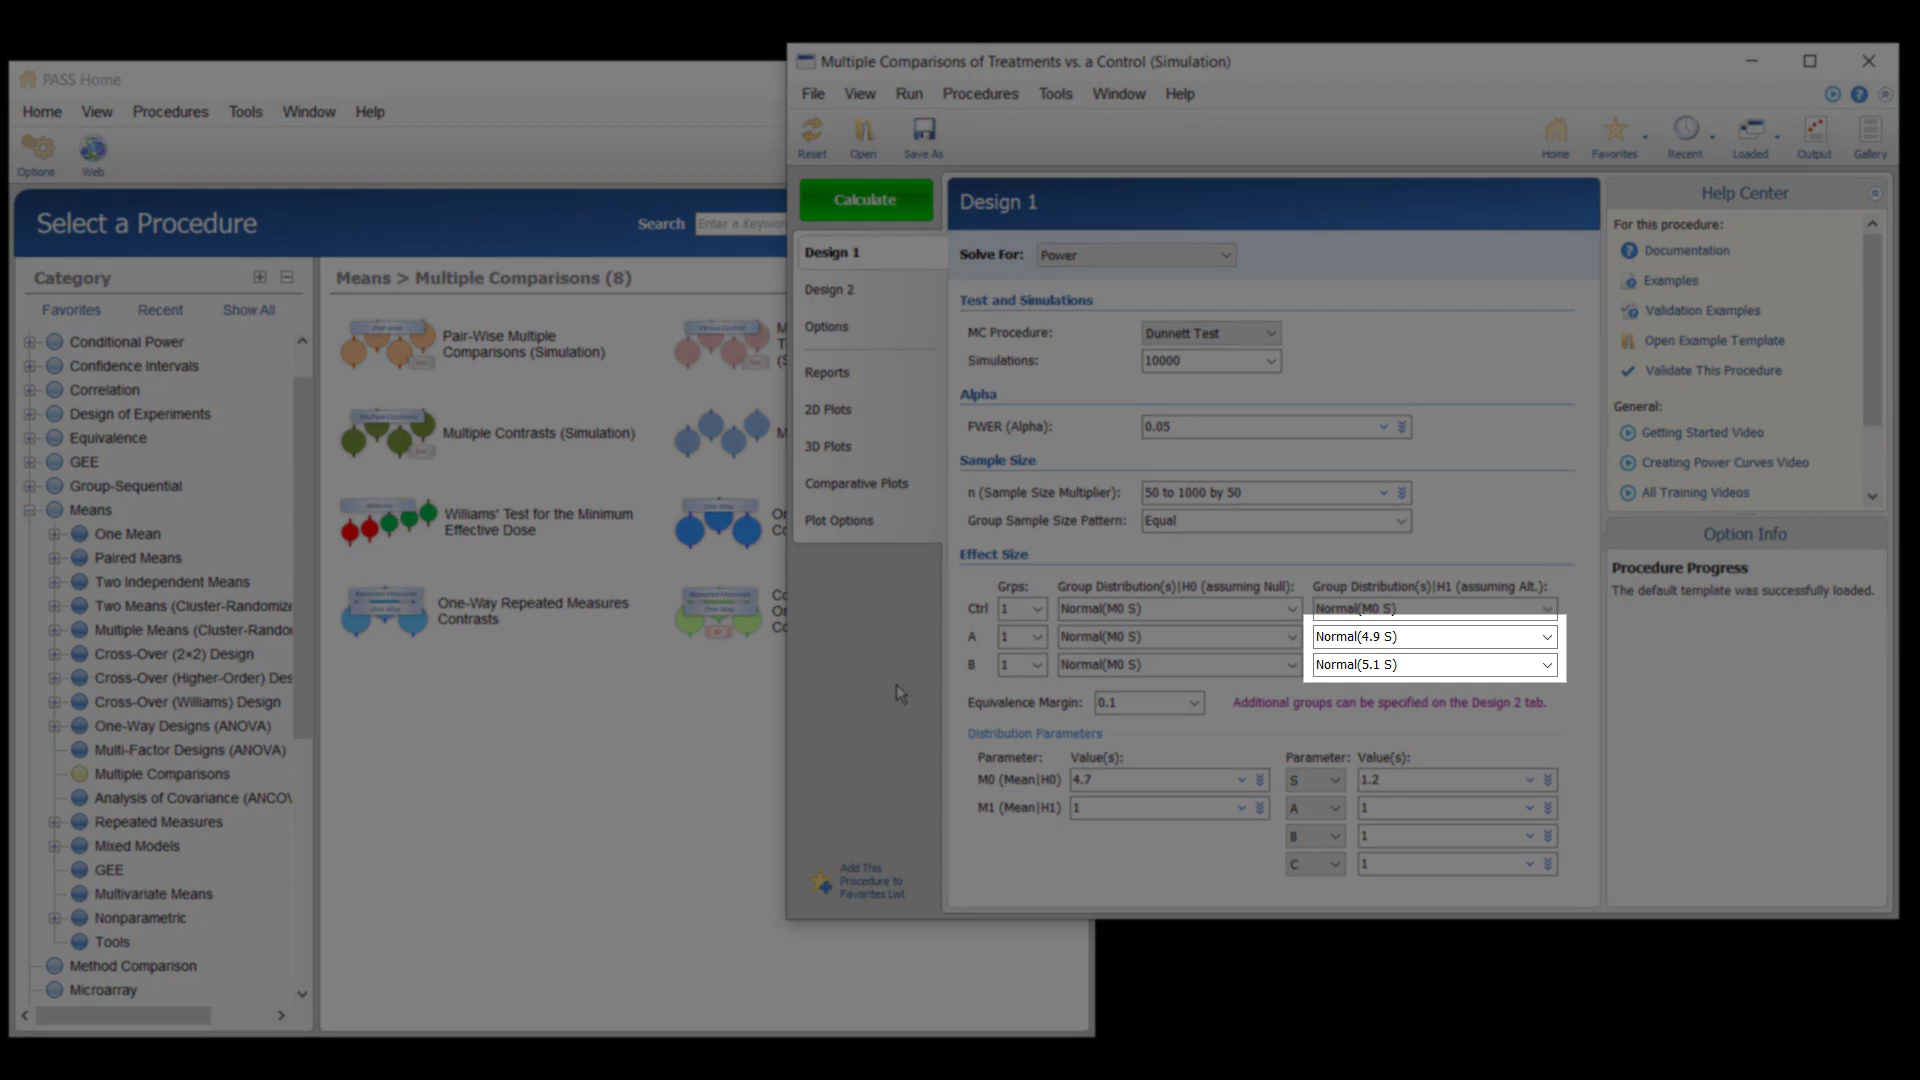 PASS Home
Home View Procedures Tools Window Help
Options Web
Select a Procedure
Search Enter a Keyword
Category
Favorites Recent Show All
Conditional Power
Confidence Intervals
Correlation
Design of Experiments
Equivalence
GEE
Group-Sequential
Means
One Mean
Paired Means
Two Independent Means
Two Means (Cluster-Randomize
Multiple Means (Cluster-Rando
Cross-Over (2×2) Design
Cross-Over (Higher-Order) Des
Cross-Over (Williams) Design
One-Way Designs (ANOVA)
Multi-Factor Designs (ANOVA)
Multiple Comparisons
Analysis of Covariance (ANCOV
Repeated Measures
Mixed Models
GEE
Multivariate Means
Nonparametric
Tools
Method Comparison
Microarray
Means > Multiple Comparisons (8)
Pair-Wise Multiple
Comparisons (Simulation)
Multiple Contrasts (Simulation)
Williams' Test for the Minimum
Effective Dose
One-Way Repeated Measures
Contrasts
Multiple Comparisons of Treatments vs. a Control (Simulation)
File View Run Procedures Tools Window Help
Reset Open Save As
Home Favorites Recent Loaded Output Gallery
Calculate
Design 1
Design 2
Options
Reports
2D Plots
3D Plots
Comparative Plots
Plot Options
Add This
Procedure to
Favorites List
Design 1
Solve For: Power
Test and Simulations
MC Procedure: Dunnett Test
Simulations: 10000
Alpha
FWER (Alpha): 0.05
Sample Size
n (Sample Size Multiplier): 50 to 1000 by 50
Group Sample Size Pattern: Equal
Effect Size
Grps: Group Distribution(s)|H0 (assuming Null): Group Distribution(s)|H1 (assuming Alt.):
Ctrl 1 Normal(M0 S) Normal(M0 S)
A 1 Normal(M0 S) Normal(4.9 S)
B 1 Normal(M0 S) Normal(5.1 S)
Equivalence Margin: 0.1 Additional groups can be specified on the Design 2 tab.
Distribution Parameters
Parameter: Value(s): Parameter: Value(s):
M0 (Mean|H0) 4.7 S 1.2
M1 (Mean|H1) 1 A 1
B 1
C 1
Help Center
For this procedure:
Documentation
Examples
Validation Examples
Open Example Template
Validate This Procedure
General:
Getting Started Video
Creating Power Curves Video
All Training Videos
Option Info
Procedure Progress
The default template was successfully loaded.